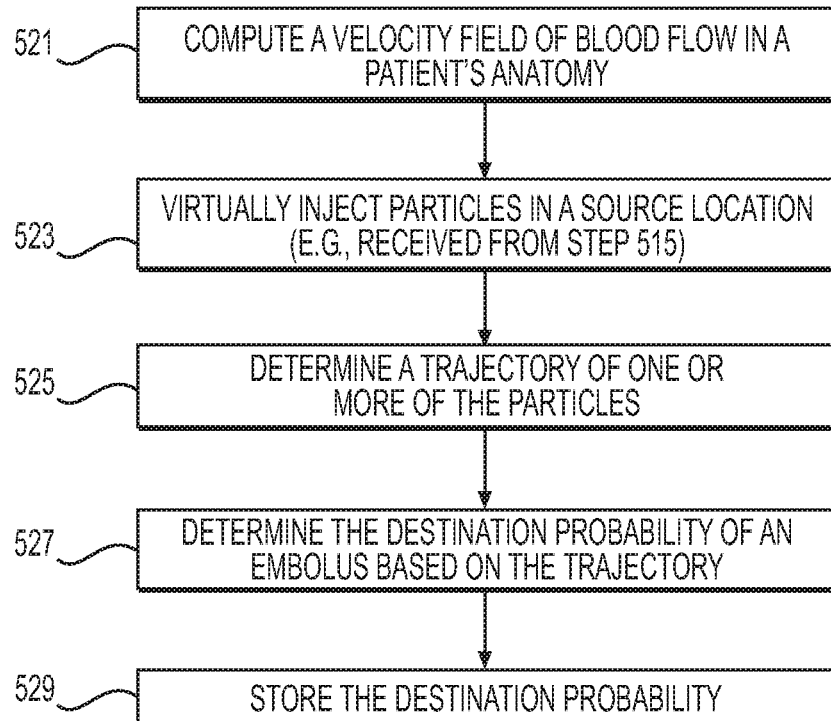 521
COMPUTE A VELOCITY FIELD OF BLOOD FLOW IN A
PATIENT'S ANATOMY
523
VIRTUALLY INJECT PARTICLES IN A SOURCE LOCATION
(E.G., RECEIVED FROM STEP 515)
525
DETERMINE A TRAJECTORY OF ONE OR
MORE OF THE PARTICLES
527
DETERMINE THE DESTINATION PROBABILITY OF AN
EMBOLUS BASED ON THE TRAJECTORY
529
STORE THE DESTINATION PROBABILITY